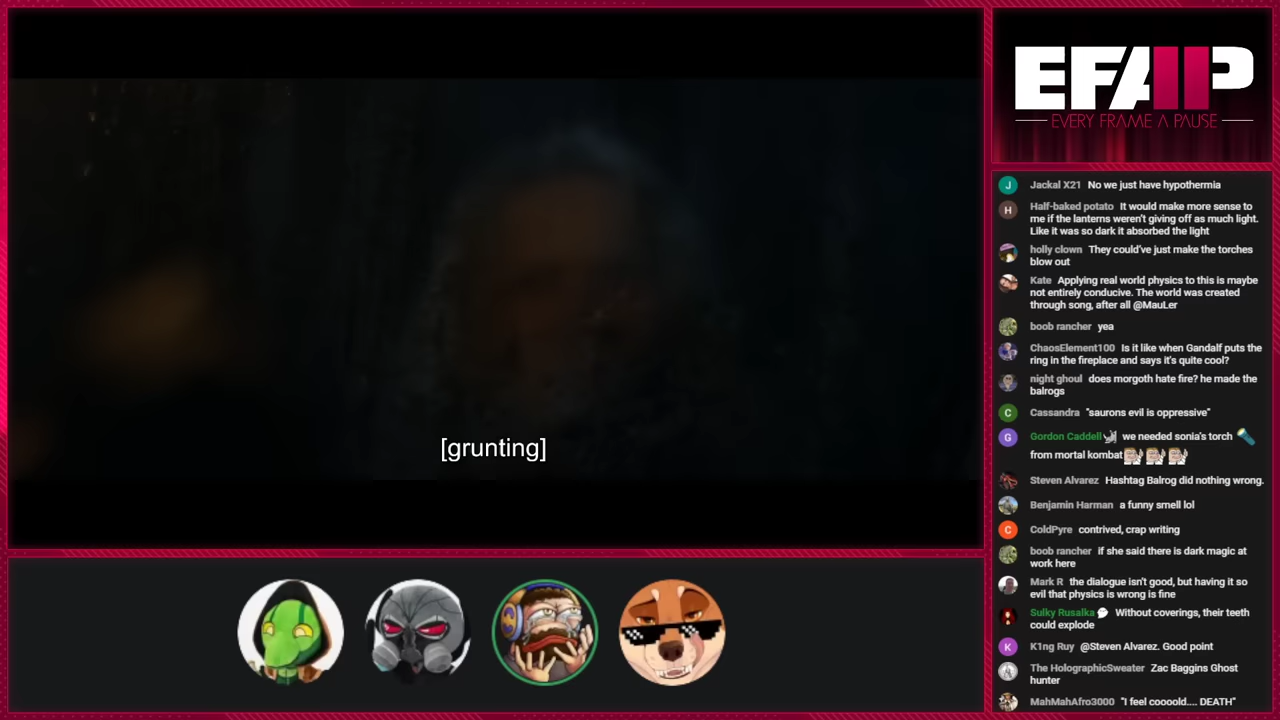 [grunting]
EFAP
EVERY FRAME A PAUSE
J
Jackal X21 No we just have hypothermia
H
Half-baked potato It would make more sense to
me if the lanterns weren't giving off as much light.
Like it was so dark it absorbed the light
holly clown They could've just make the torches
blow out
Kate Applying real world physics to this is maybe
not entirely conducive. The world was created
through song, after all @MauLer
boob rancher yea
ChaosElement100 Is it like when Gandalf puts the
ring in the fireplace and says it's quite cool?
night ghoul does morgoth hate fire? he made the
balrogs
C
Cassandra "saurons evil is oppressive"
G
Gordon Caddell we needed sonia's torch
from mortal kombat
Steven Alvarez Hashtag Balrog did nothing wrong.
Benjamin Harman a funny smell lol
C
ColdPyre contrived, crap writing
boob rancher if she said there is dark magic at
work here
Mark R the dialogue isn't good, but having it so
evil that physics is wrong is fine
Sulky Rusalka Without coverings, their teeth
could explode
K
K1ng Ruy @Steven Alvarez. Good point
The HolographicSweater Zac Baggins Ghost
hunter
MahMahAfro3000 "I feel coooold.... DEATH"